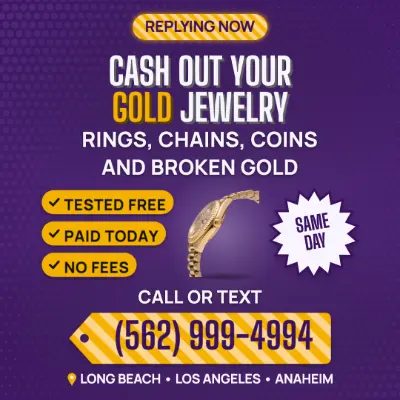 REPLYING NOW
CASH OUT YOUR
GOLD JEWELRY
RINGS, CHAINS, COINS
AND BROKEN GOLD
✓ TESTED FREE
✓ PAID TODAY
✓ NO FEES
SAME
DAY
CALL OR TEXT
(562) 999-4994
LONG BEACH • LOS ANGELES • ANAHEIM